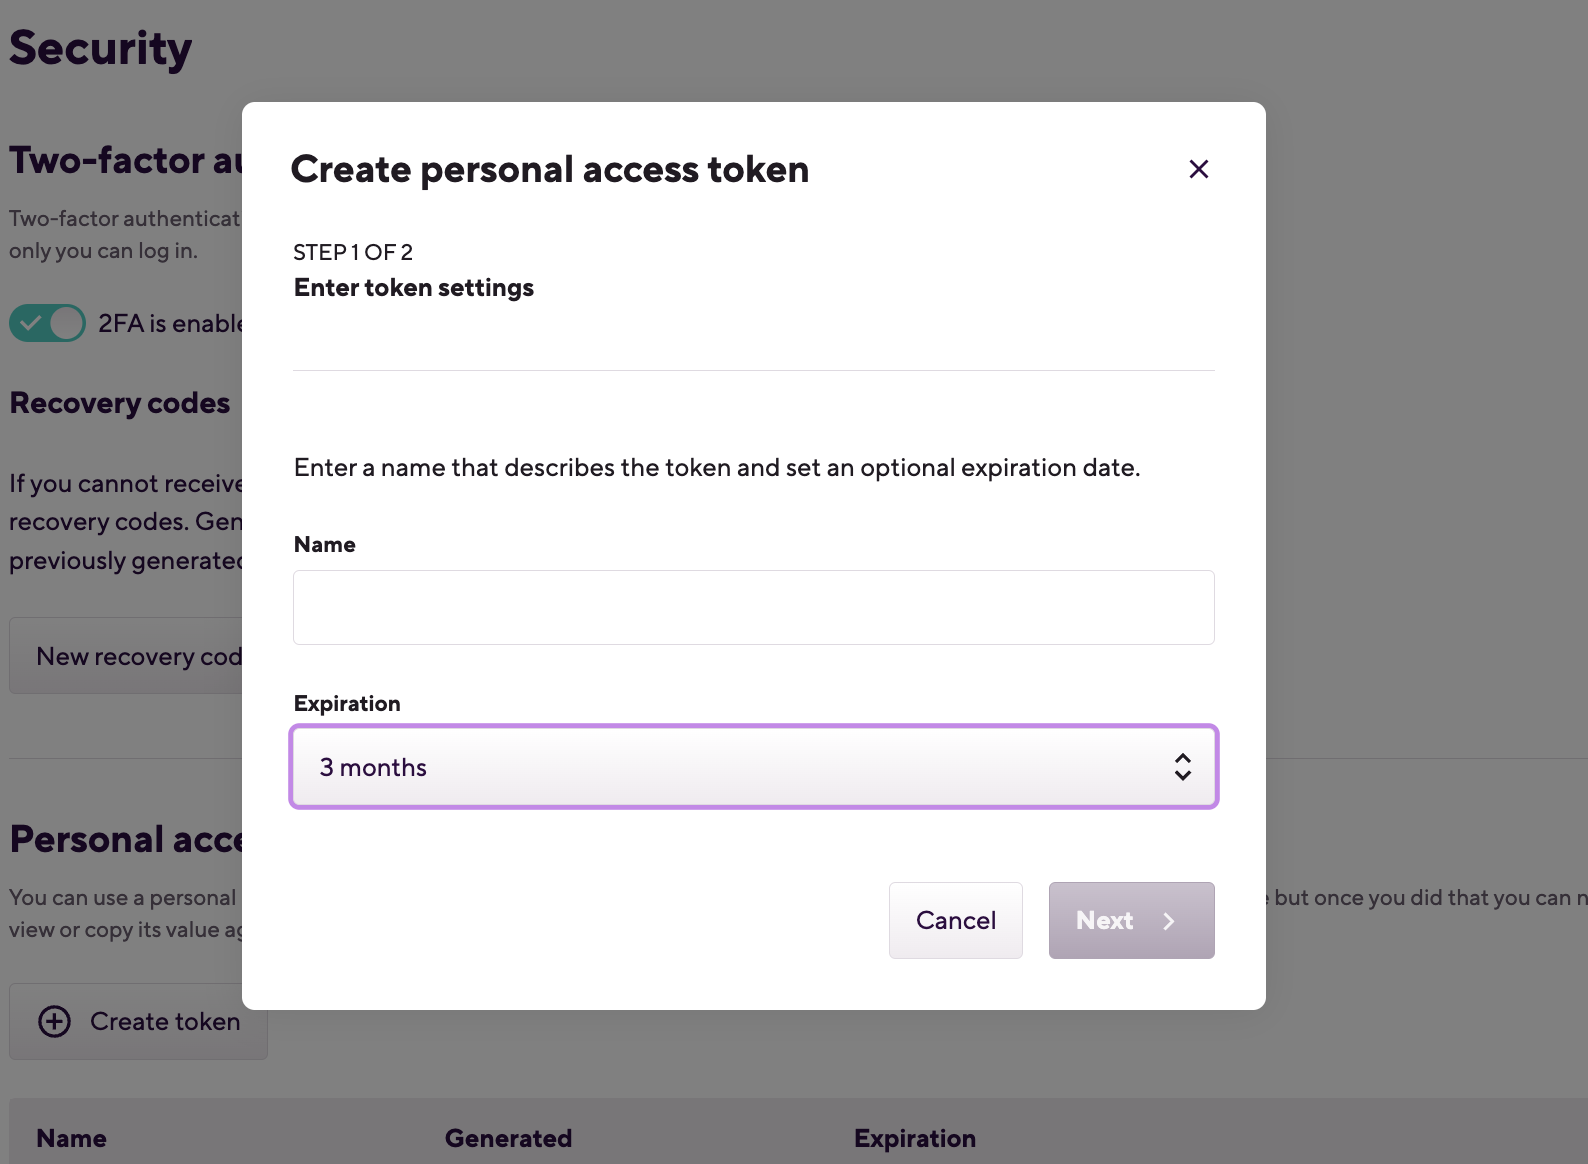 Security
Two-factor au
Two-factor authenticat
only you can log in.
2FA is enable
Recovery codes
If you cannot receive
recovery codes. Gen
previously generated
New recovery cod
Personal acce
You can use a personal
e but once you did that you can n
view or copy its value ag
Create token
Name
Generated
Expiration
Create personal access token
STEP 1 OF 2
Enter token settings
Enter a name that describes the token and set an optional expiration date.
Name
Expiration
3 months
Cancel
Next